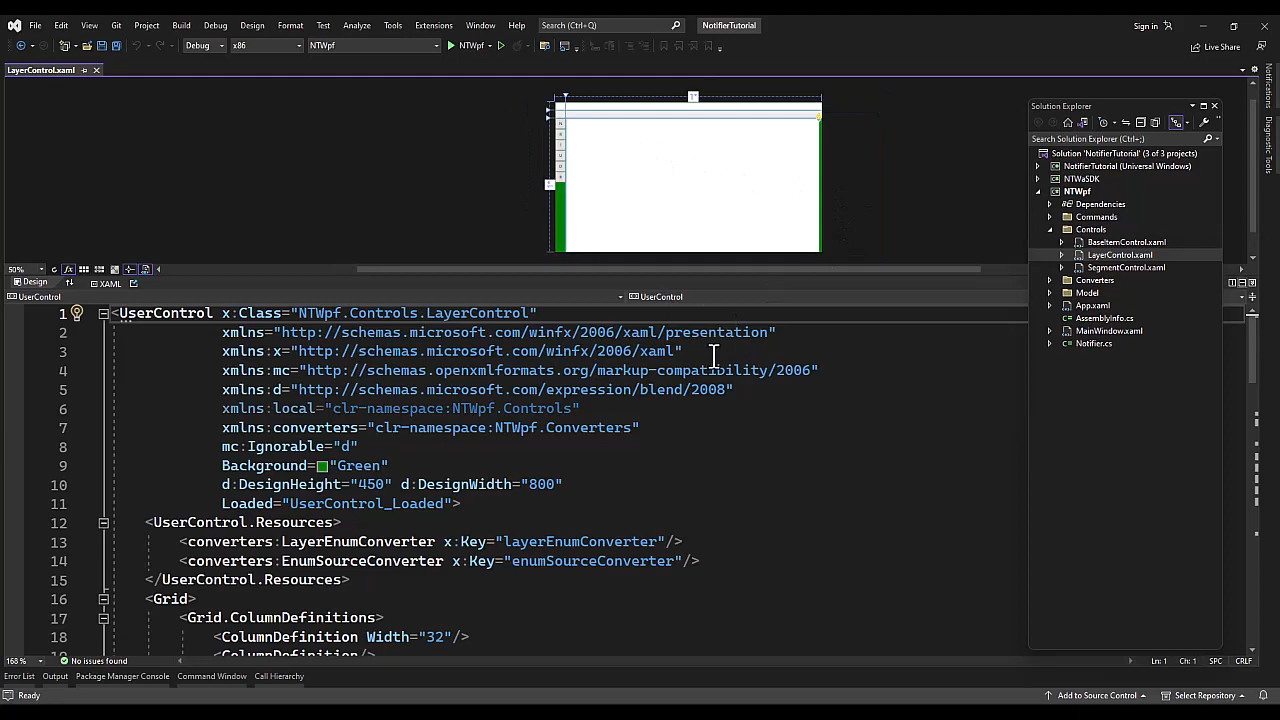 File Edit View Git Project Build Debug Design Format Test Analyze Tools Extensions Window Help Search (Ctrl+Q) NotifierTutorial Sign in
Debug x86 NTWpf NTWpf Live Share
LayerControl.xaml
Notifications
Diagnostic Tools
1*
Solution Explorer
Search Solution Explorer (Ctrl+;)
Solution 'NotifierTutorial' (3 of 3 projects)
NotifierTutorial (Universal Windows)
NTWaSDK
NTWpf
Dependencies
Commands
Controls
BaseItemControl.xaml
LayerControl.xaml
SegmentControl.xaml
Converters
Model
App.xaml
AssemblyInfo.cs
MainWindow.xaml
Notifier.cs
50%
Design XAML
UserControl UserControl
1 <UserControl x:Class="NTWpf.Controls.LayerControl"
2 xmlns="http://schemas.microsoft.com/winfx/2006/xaml/presentation"
3 xmlns:x="http://schemas.microsoft.com/winfx/2006/xaml"
4 xmlns:mc="http://schemas.openxmlformats.org/markup-compatibility/2006"
5 xmlns:d="http://schemas.microsoft.com/expression/blend/2008"
6 xmlns:local="clr-namespace:NTWpf.Controls"
7 xmlns:converters="clr-namespace:NTWpf.Converters"
8 mc:Ignorable="d"
9 Background="Green"
10 d:DesignHeight="450" d:DesignWidth="800"
11 Loaded="UserControl_Loaded">
12 <UserControl.Resources>
13 <converters:LayerEnumConverter x:Key="layerEnumConverter"/>
14 <converters:EnumSourceConverter x:Key="enumSourceConverter"/>
15 </UserControl.Resources>
16 <Grid>
17 <Grid.ColumnDefinitions>
18 <ColumnDefinition Width="32"/>
<ColumnDefinition/>
168% No issues found Ln: 1 Ch: 1 SPC CRLF
Error List Output Package Manager Console Command Window Call Hierarchy
Ready Add to Source Control Select Repository